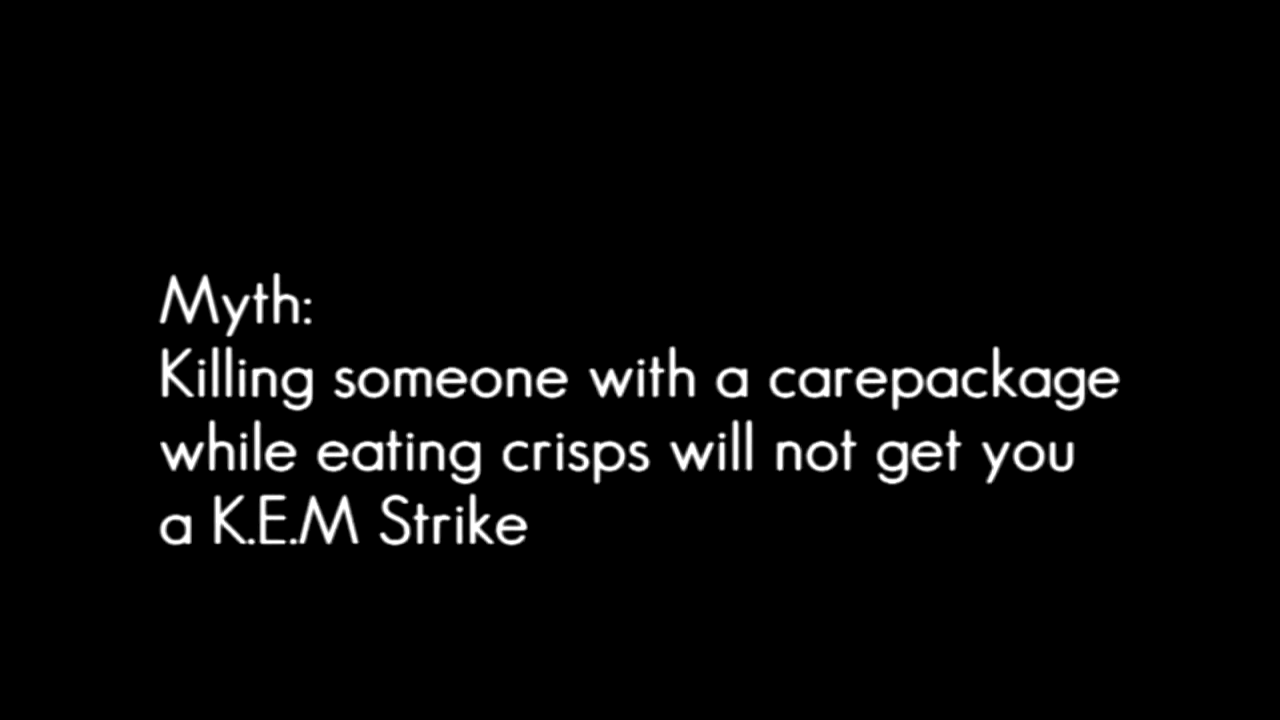 Myth:
Killing someone with a carepackage
while eating crisps will not get you
a K.E.M Strike